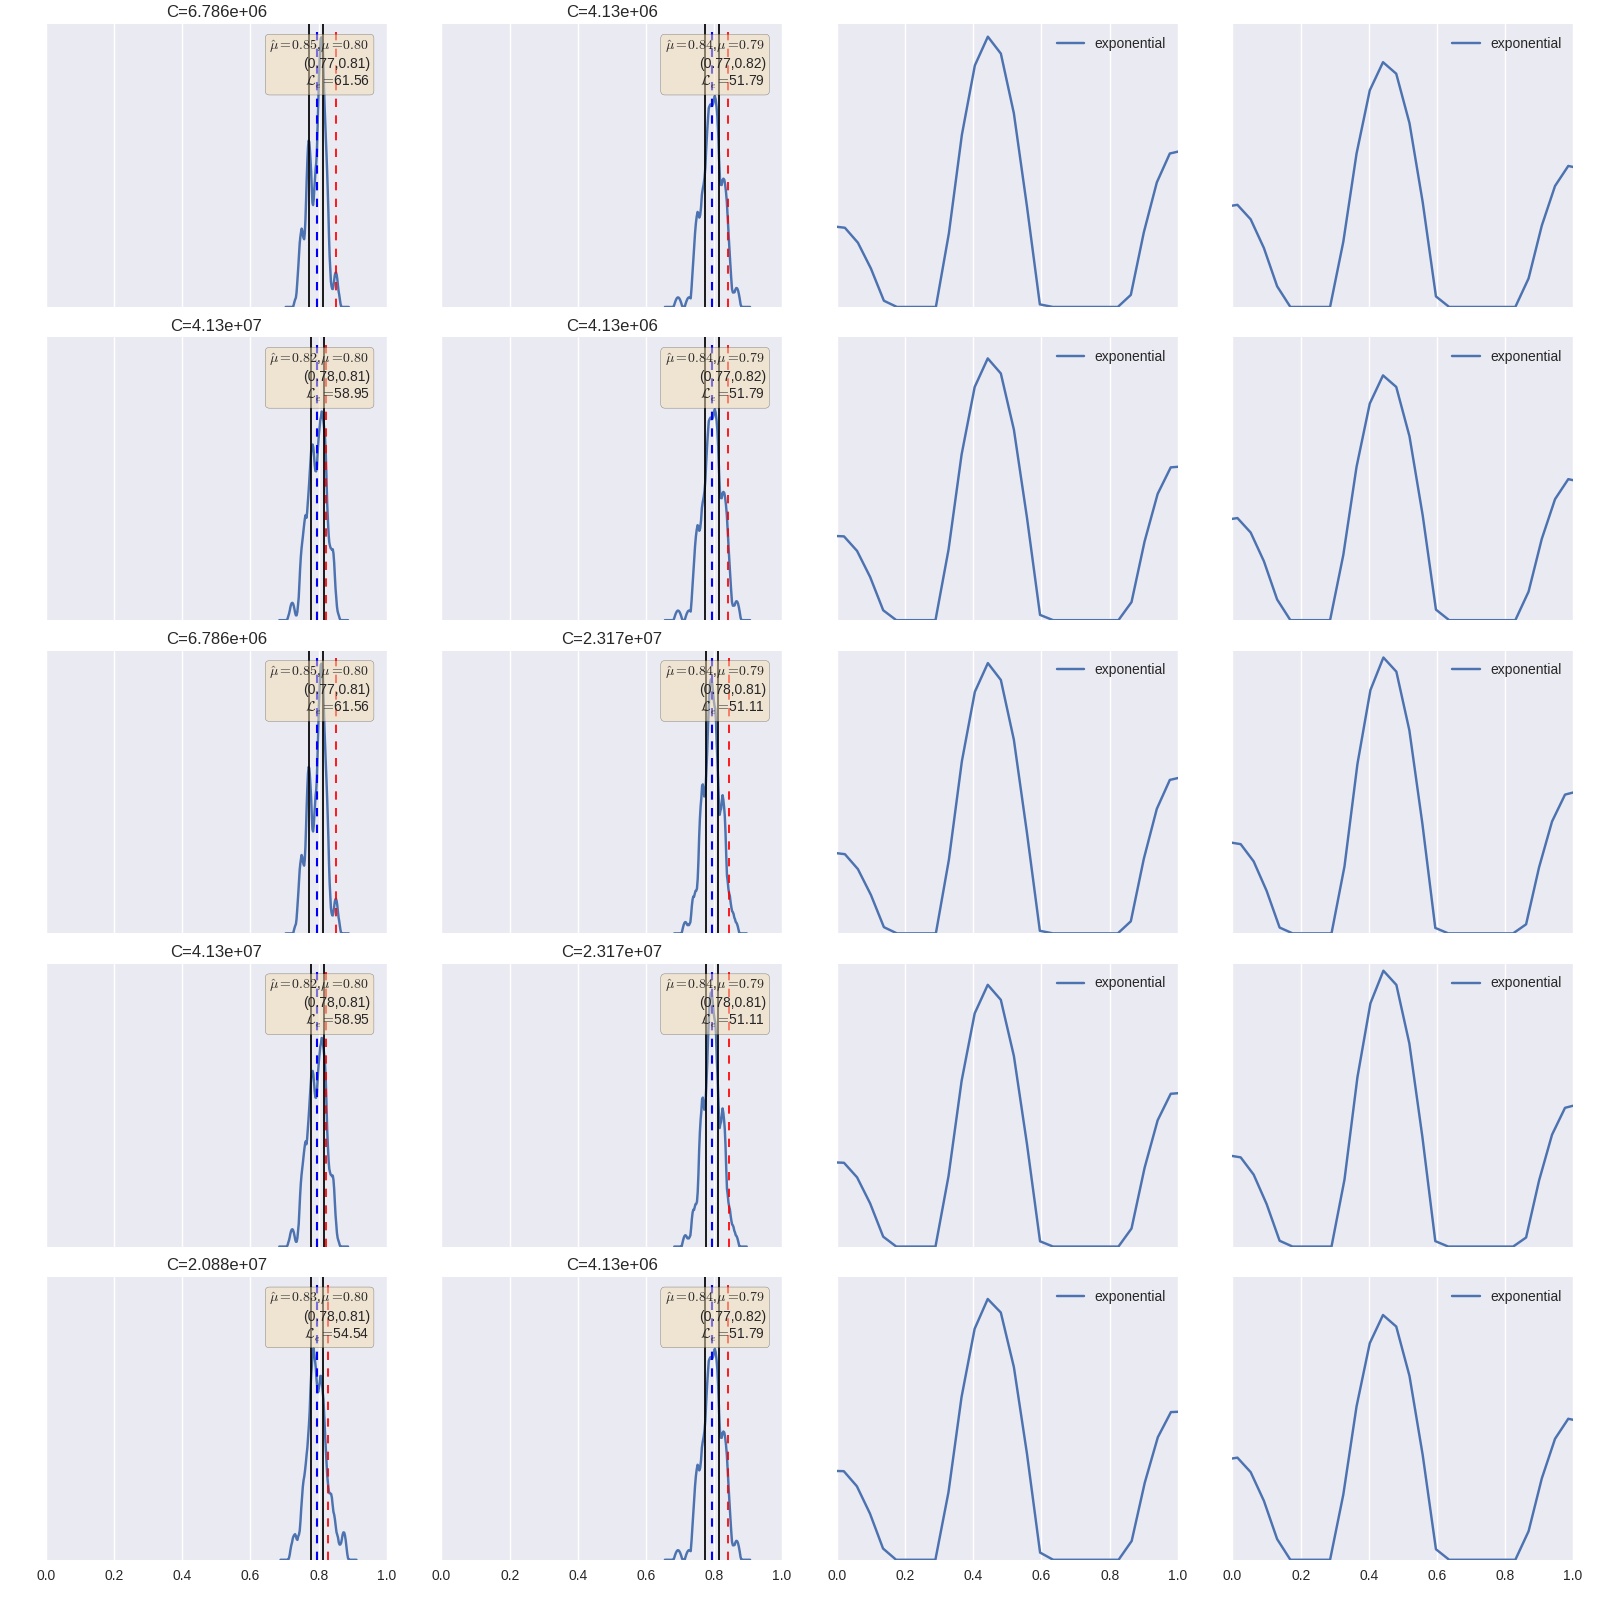 C=6.786e+06
C=4.13e+06
μ̂=0.85,μ=0.80
(0.77,0.81)
=61.56
μ̂=0.84,μ=0.79
(0.77,0.82)
=51.79
exponential
exponential
C=4.13e+07
C=4.13e+06
μ̂=0.82,μ=0.80
(0.78,0.81)
=58.95
μ̂=0.84,μ=0.79
(0.77,0.82)
=51.79
exponential
exponential
C=6.786e+06
C=2.317e+07
μ̂=0.85,μ=0.80
(0.77,0.81)
=61.56
μ̂=0.84,μ=0.79
(0.78,0.81)
=51.11
exponential
exponential
C=4.13e+07
C=2.317e+07
μ̂=0.82,μ=0.80
(0.78,0.81)
=58.95
μ̂=0.84,μ=0.79
(0.78,0.81)
=51.11
exponential
exponential
C=2.088e+07
C=4.13e+06
μ̂=0.83,μ=0.80
(0.78,0.81)
=54.54
μ̂=0.84,μ=0.79
(0.77,0.82)
=51.79
exponential
exponential
0.0 0.2 0.4 0.6 0.8 1.0
0.0 0.2 0.4 0.6 0.8 1.0
0.0 0.2 0.4 0.6 0.8 1.0
0.0 0.2 0.4 0.6 0.8 1.0